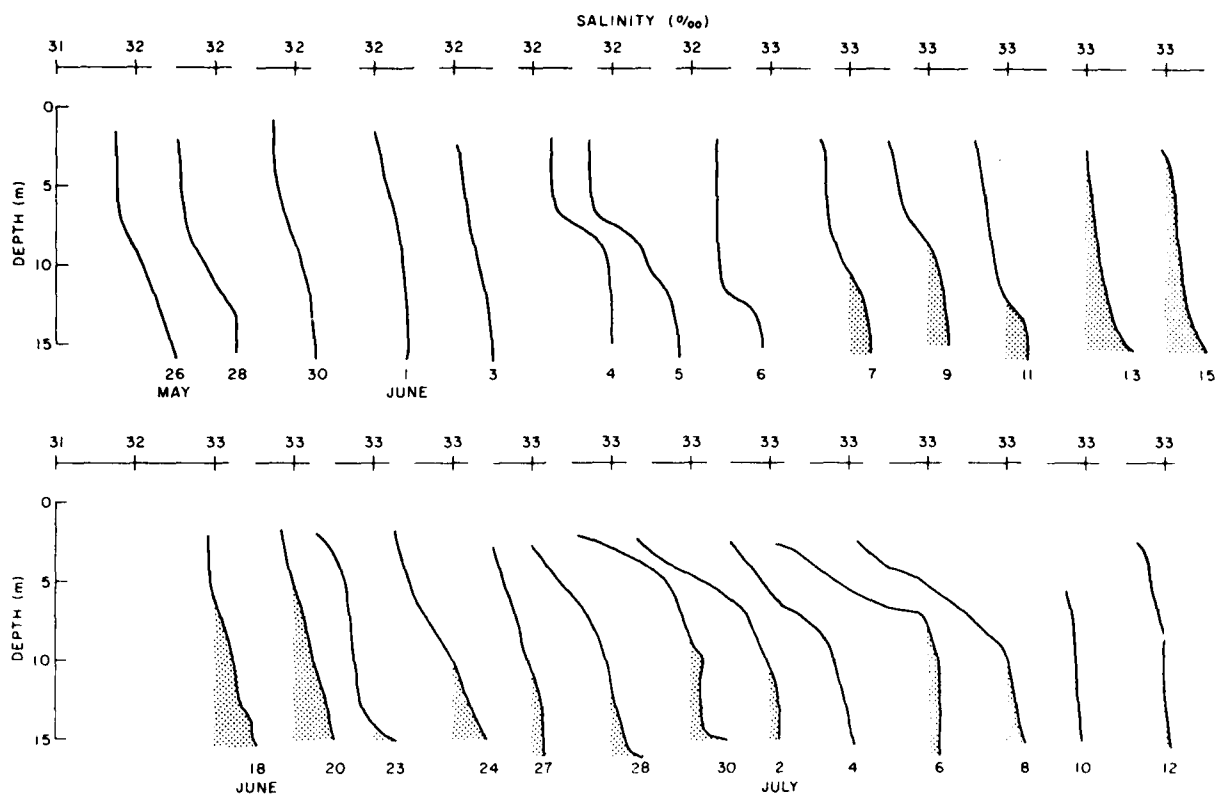 SALINITY (‰)
31 32 32 32 32 32 32 32 32 33 33 33 33 33 33
0
5
10
15
DEPTH (m)
26 28 30 1 3 4 5 6 7 9 11 13 15
MAY JUNE
31 32 33 33 33 33 33 33 33 33 33 33 33 33 33
0
5
10
15
DEPTH (m)
18 20 23 24 27 28 30 2 4 6 8 10 12
JUNE JULY